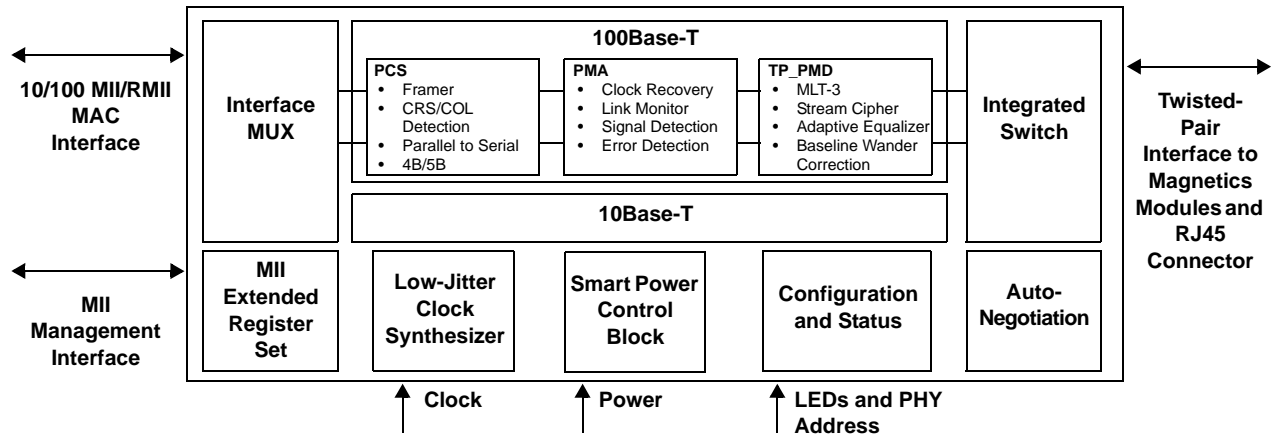 10/100 MII/RMII
MAC
Interface
MII
Management
Interface
Interface
MUX
100Base-T
PCS
• Framer
• CRS/COL
Detection
• Parallel to Serial
• 4B/5B
PMA
• Clock Recovery
• Link Monitor
• Signal Detection
• Error Detection
TP_PMD
• MLT-3
• Stream Cipher
• Adaptive Equalizer
• Baseline Wander
Correction
10Base-T
Integrated
Switch
Twisted-
Pair
Interface to
Magnetics
Modules and
RJ45
Connector
MII
Extended
Register
Set
Low-Jitter
Clock
Synthesizer
Smart Power
Control
Block
Configuration
and Status
Auto-
Negotiation
Clock
Power
LEDs and PHY
Address